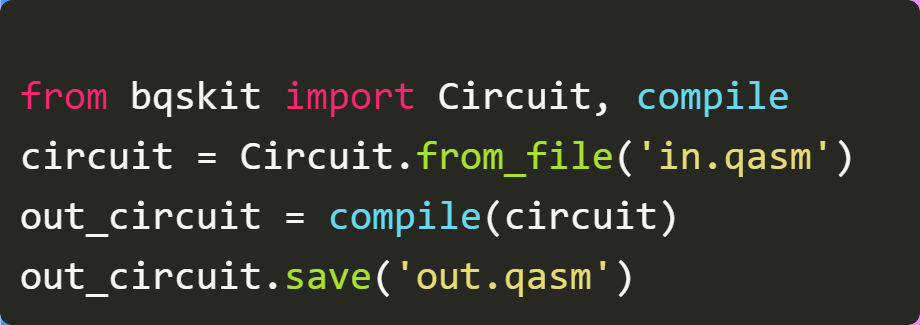 from bqskit import Circuit, compile
circuit = Circuit.from_file('in.qasm')
out_circuit = compile(circuit)
out_circuit.save('out.qasm')